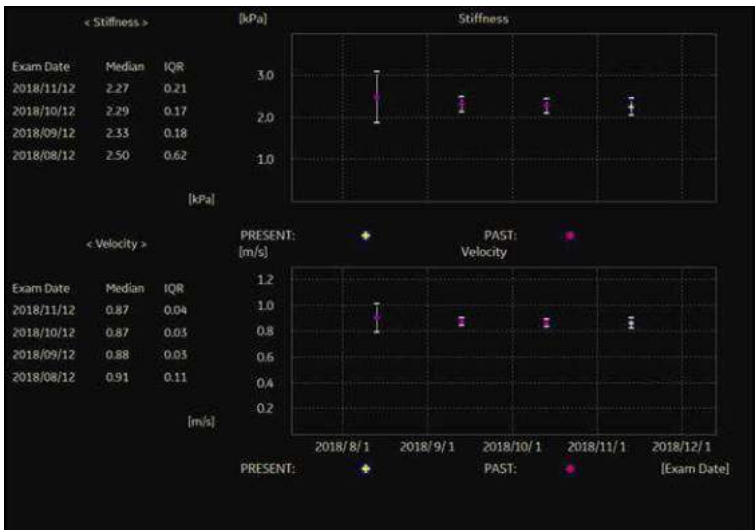 < Stiffness >
[kPa]
Stiffness
Exam Date Median IQR
2018/11/12 2.27 0.21
2018/10/12 2.29 0.17
2018/09/12 2.33 0.18
2018/08/12 2.50 0.62
[kPa]
3.0
2.0
1.0
PRESENT: PAST:
< Velocity >
[m/s]
Velocity
Exam Date Median IQR
2018/11/12 0.87 0.04
2018/10/12 0.87 0.03
2018/09/12 0.88 0.03
2018/08/12 0.91 0.11
[m/s]
1.2
1.0
0.8
0.6
0.4
0.2
2018/8/1 2018/9/1 2018/10/1 2018/11/1 2018/12/1
PRESENT: PAST: [Exam Date]